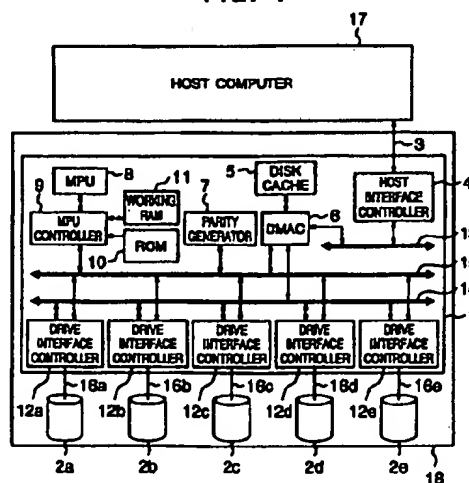 17
HOST COMPUTER
3
MPU
8
11
WORKING RAM
9
MPU CONTROLLER
ROM
10
7
PARITY GENERATOR
5
DISK CACHE
6
DMAC
4
HOST INTERFACE CONTROLLER
DRIVE INTERFACE CONTROLLER
DRIVE INTERFACE CONTROLLER
DRIVE INTERFACE CONTROLLER
DRIVE INTERFACE CONTROLLER
DRIVE INTERFACE CONTROLLER
12a 16a 12b 16b 12c 16c 12d 16d 12e 16e
2a 2b 2c 2d 2e 18